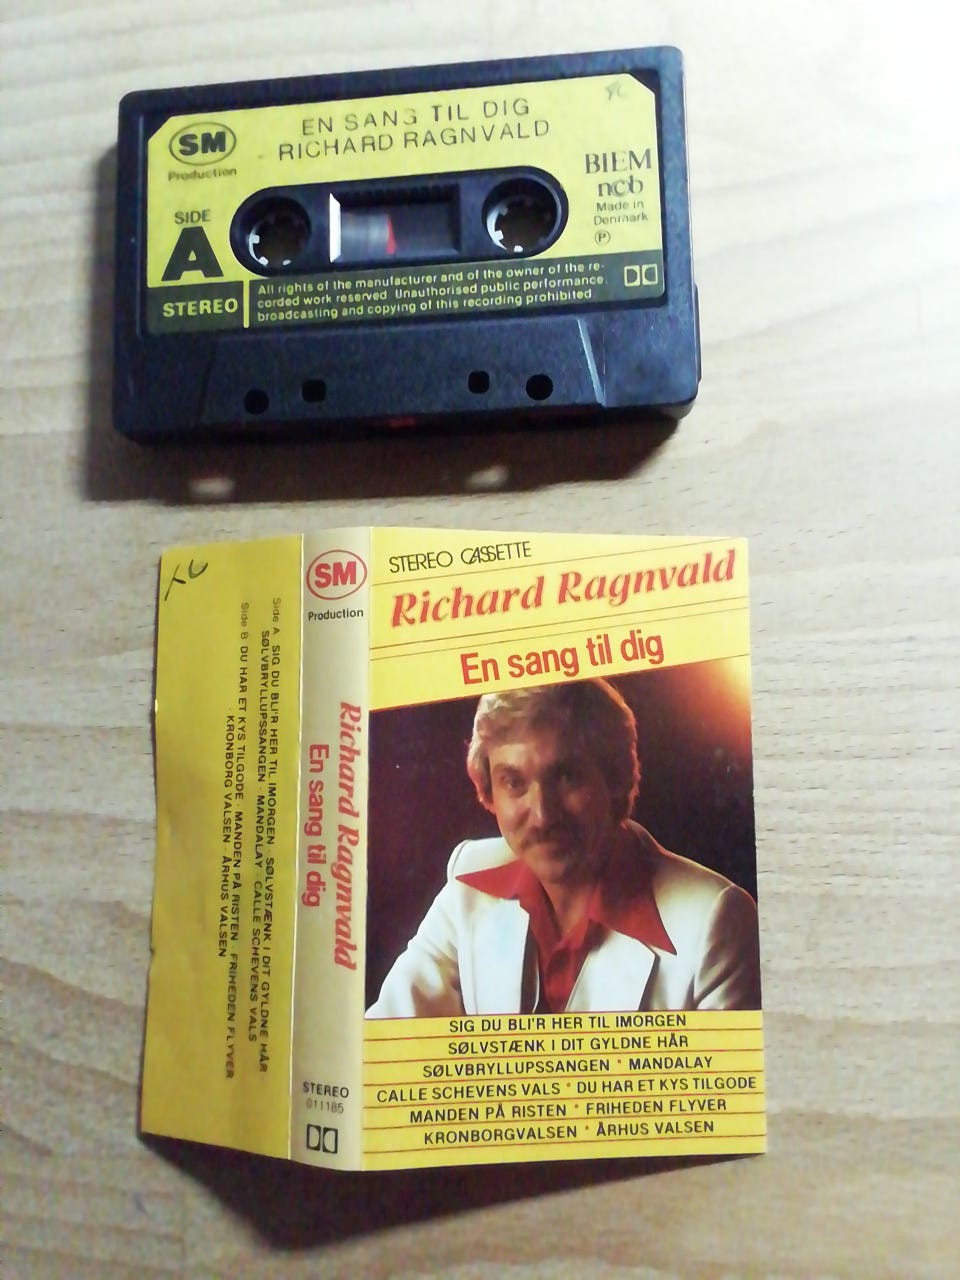 EN SANG TIL DIG
RICHARD RAGNVALD
SM
Production
BIEM
ncb
Made in
Denmark
Ⓟ
SIDE
A
STEREO
All rights of the manufacturer and of the owner of the re-
corded work reserved Unauthorised public performance,
broadcasting and copying of this recording prohibited
STEREO CASSETTE
Richard Ragnvald
En sang til dig
SIG DU BLI'R HER TIL IMORGEN
SØLVSTÆNK I DIT GYLDNE HÅR
SØLVBRYLLUPSSANGEN * MANDALAY
CALLE SCHEVENS VALS * DU HAR ET KYS TILGODE
MANDEN PÅ RISTEN * FRIHEDEN FLYVER
KRONBORGVALSEN * ÅRHUS VALSEN
SM
Production
Richard Ragnvald
En sang til dig
STEREO
011185
Side A SIG DU BLI'R HER TIL IMORGEN · SØLVSTÆNK I DIT GYLDNE HÅR
SØLVBRYLLUPSSANGEN · MANDALAY · CALLE SCHEVENS VALS
Side B DU HAR ET KYS TILGODE · MANDEN PÅ RISTEN · FRIHEDEN FLYVER
· KRONBORG VALSEN · ÅRHUS VALSEN